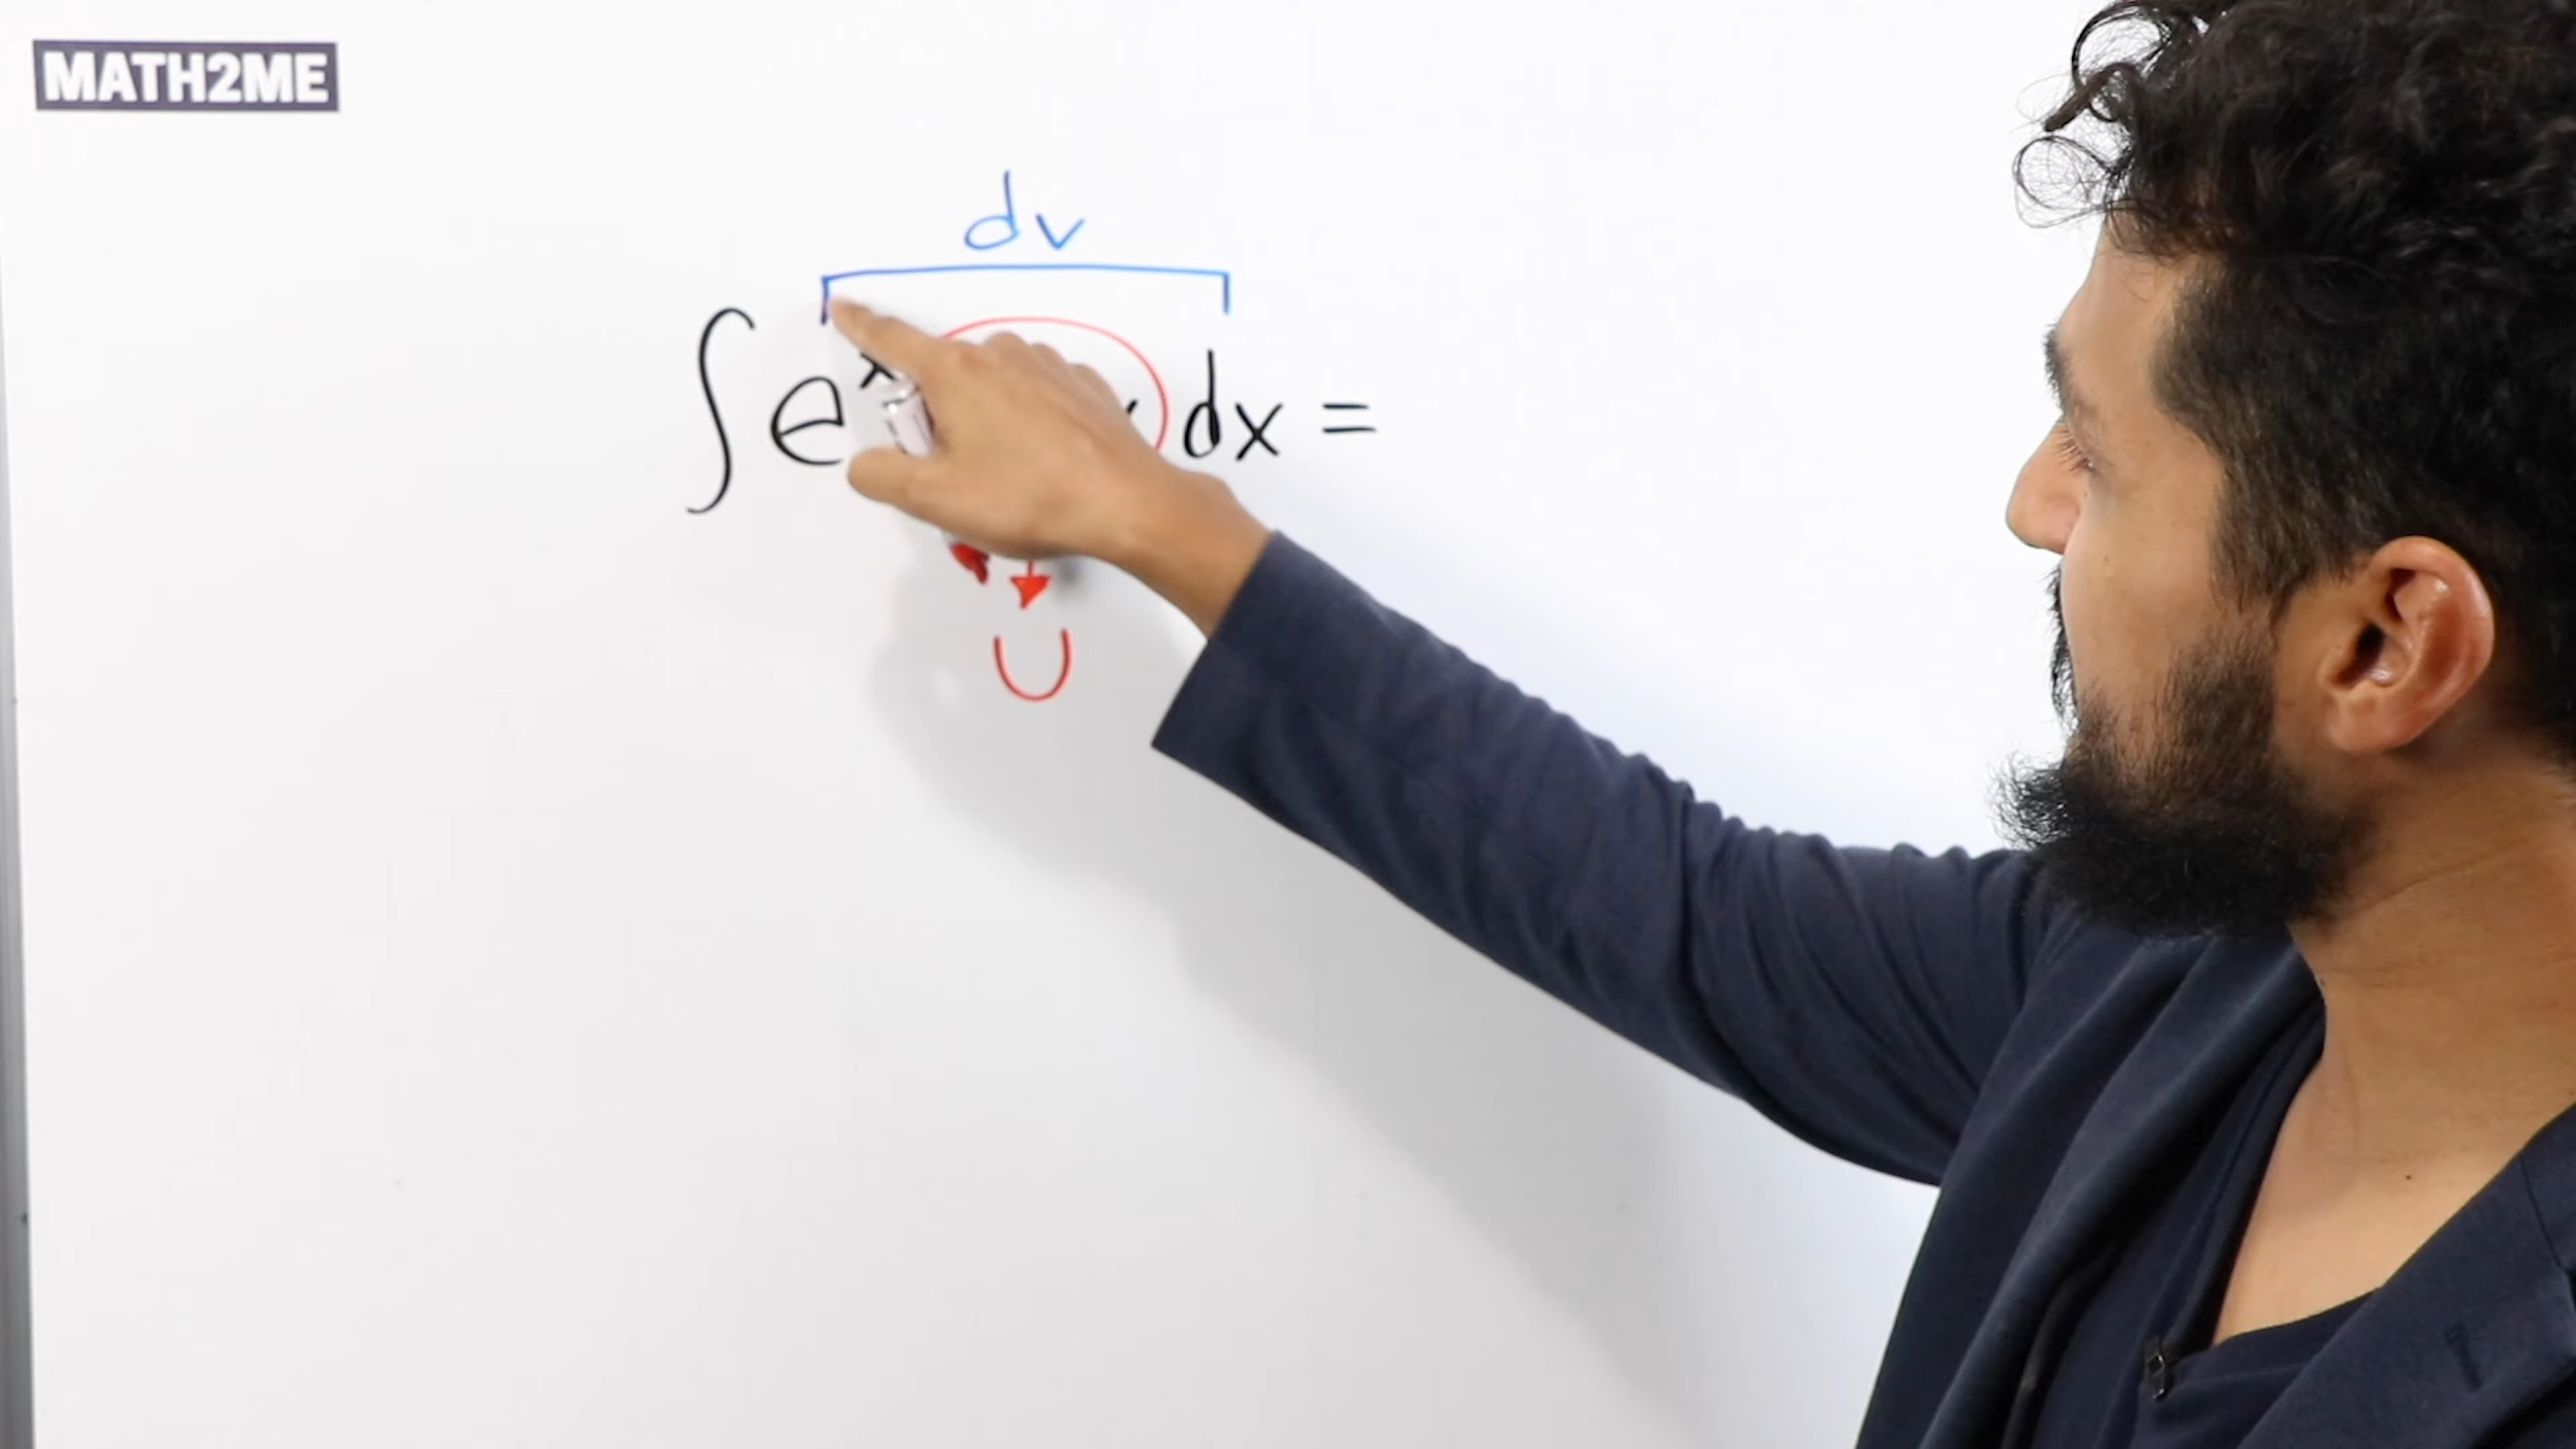 MATH2ME
dv
∫ e^x dx =
U